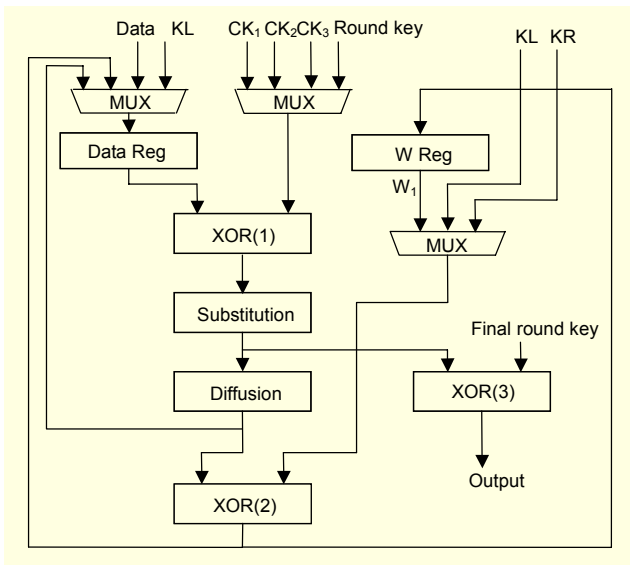 Data KL
CK₁ CK₂ CK₃ Round key
KL KR
MUX
MUX
Data Reg
W Reg
W₁
XOR(1)
MUX
Substitution
Final round key
Diffusion
XOR(3)
Output
XOR(2)